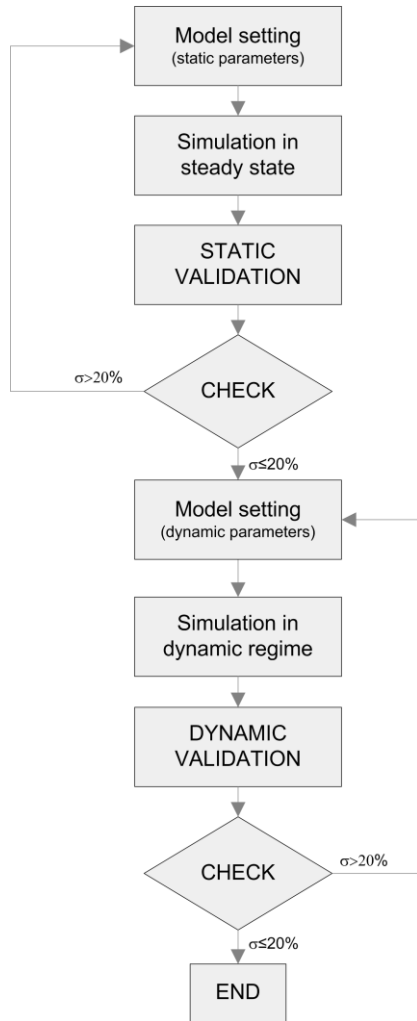 Model setting
(static parameters)
Simulation in
steady state
STATIC
VALIDATION
σ>20%
CHECK
σ≤20%
Model setting
(dynamic parameters)
Simulation in
dynamic regime
DYNAMIC
VALIDATION
CHECK
σ>20%
σ≤20%
END